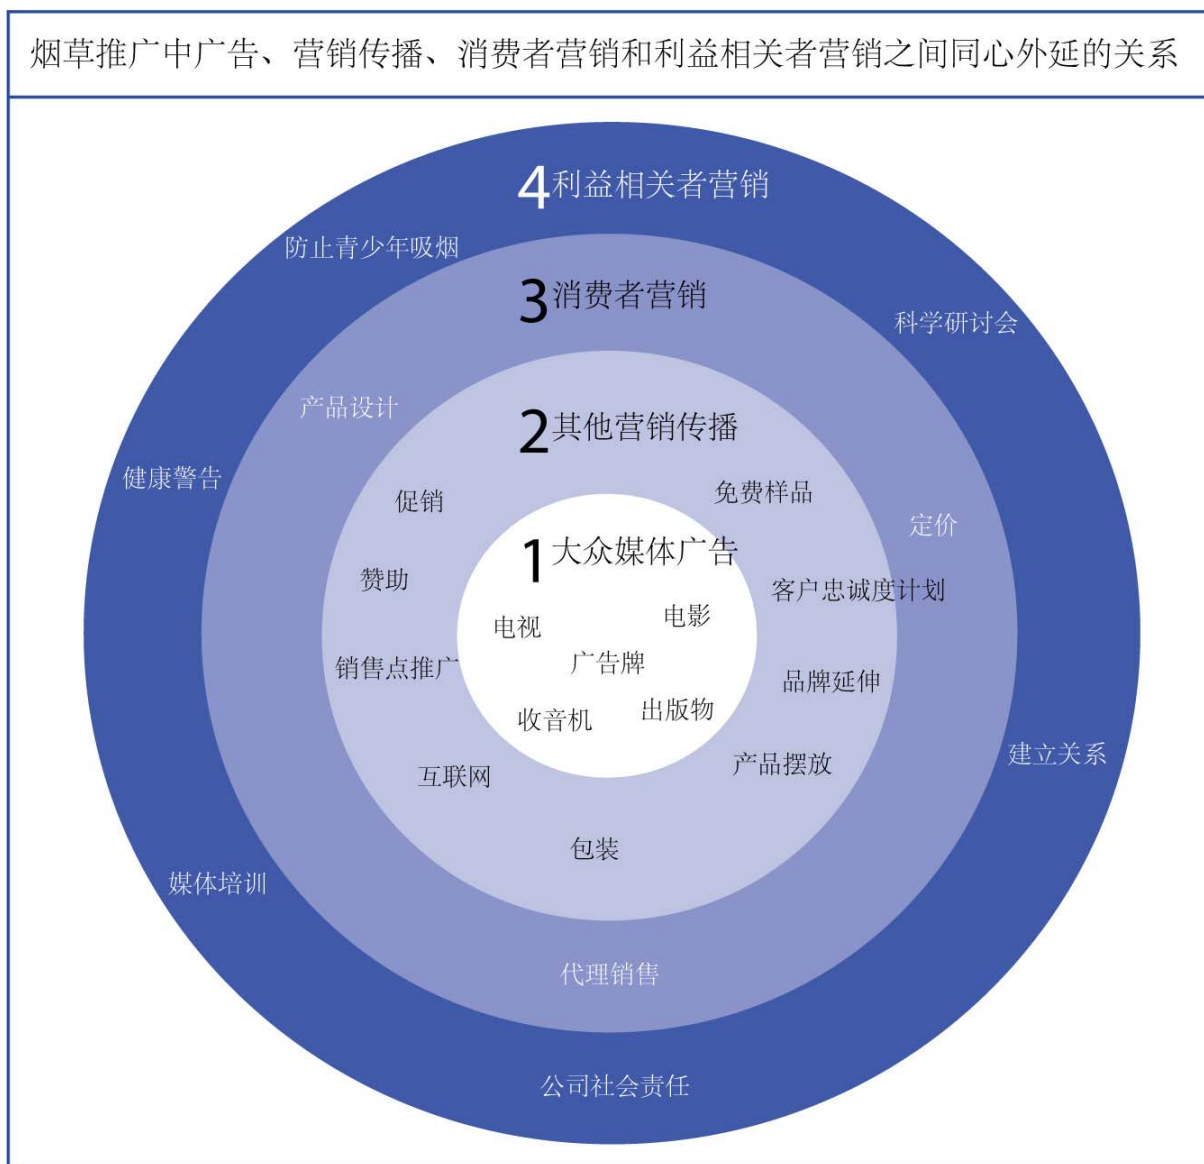 烟草推广中广告、营销传播、消费者营销和利益相关者营销之间同心外延的关系
4 利益相关者营销
防止青少年吸烟
科学研讨会
健康警告
建立关系
媒体培训
公司社会责任
3 消费者营销
产品设计
定价
代理销售
2 其他营销传播
促销
免费样品
赞助
客户忠诚度计划
销售点推广
品牌延伸
互联网
产品摆放
包装
1 大众媒体广告
电视
电影
广告牌
收音机
出版物